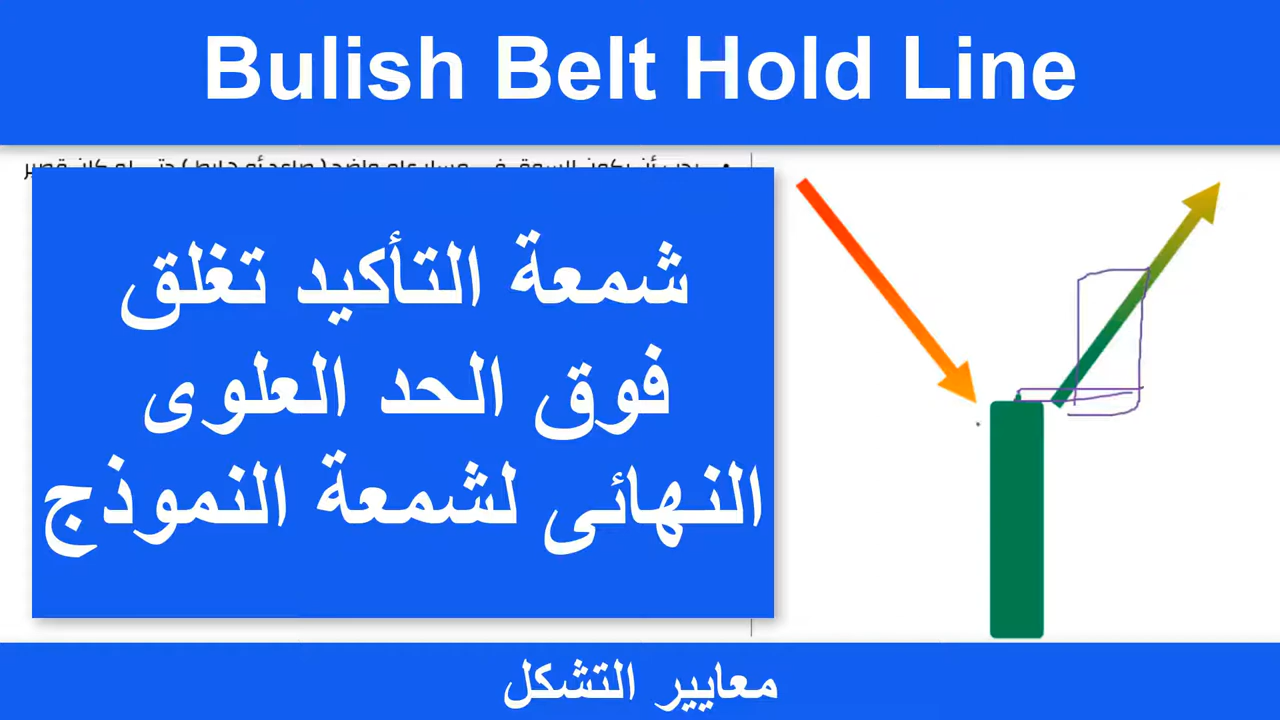 Bulish Belt Hold Line
شمعة التأكيد تغلق
فوق الحد العلوى
النهائى لشمعة النموذج
معايير التشكل